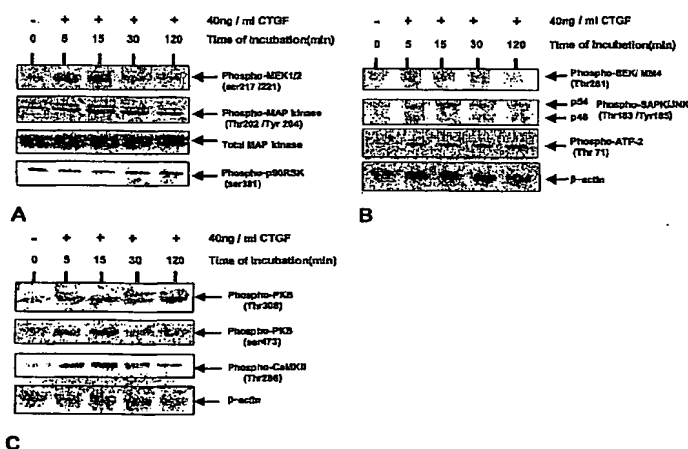 - + + + + 40ng / ml CTGF
0 5 15 30 120 Time of Incubation(min)
Phospho-MEK1/2
(ser217 /221)
Phospho-MAP kinase
(Thr202 /Tyr 204)
Total MAP kinase
Phospho-p90RSK
(ser381)
A
- + + + + 40ng / ml CTGF
0 5 15 30 120 Time of Incubation(min)
Phospho-SEK/ MK4
(Thr261)
p54 Phospho-SAPK/JNK
p46 (Thr183 /Tyr185)
Phospho-ATF-2
(Thr 71)
β-actin
B
- + + + + 40ng / ml CTGF
0 5 15 30 120 Time of Incubation(min)
Phospho-PKB
(Thr308)
Phospho-PKB
(ser473)
Phospho-CaMKII
(Thr286)
β-actin
C